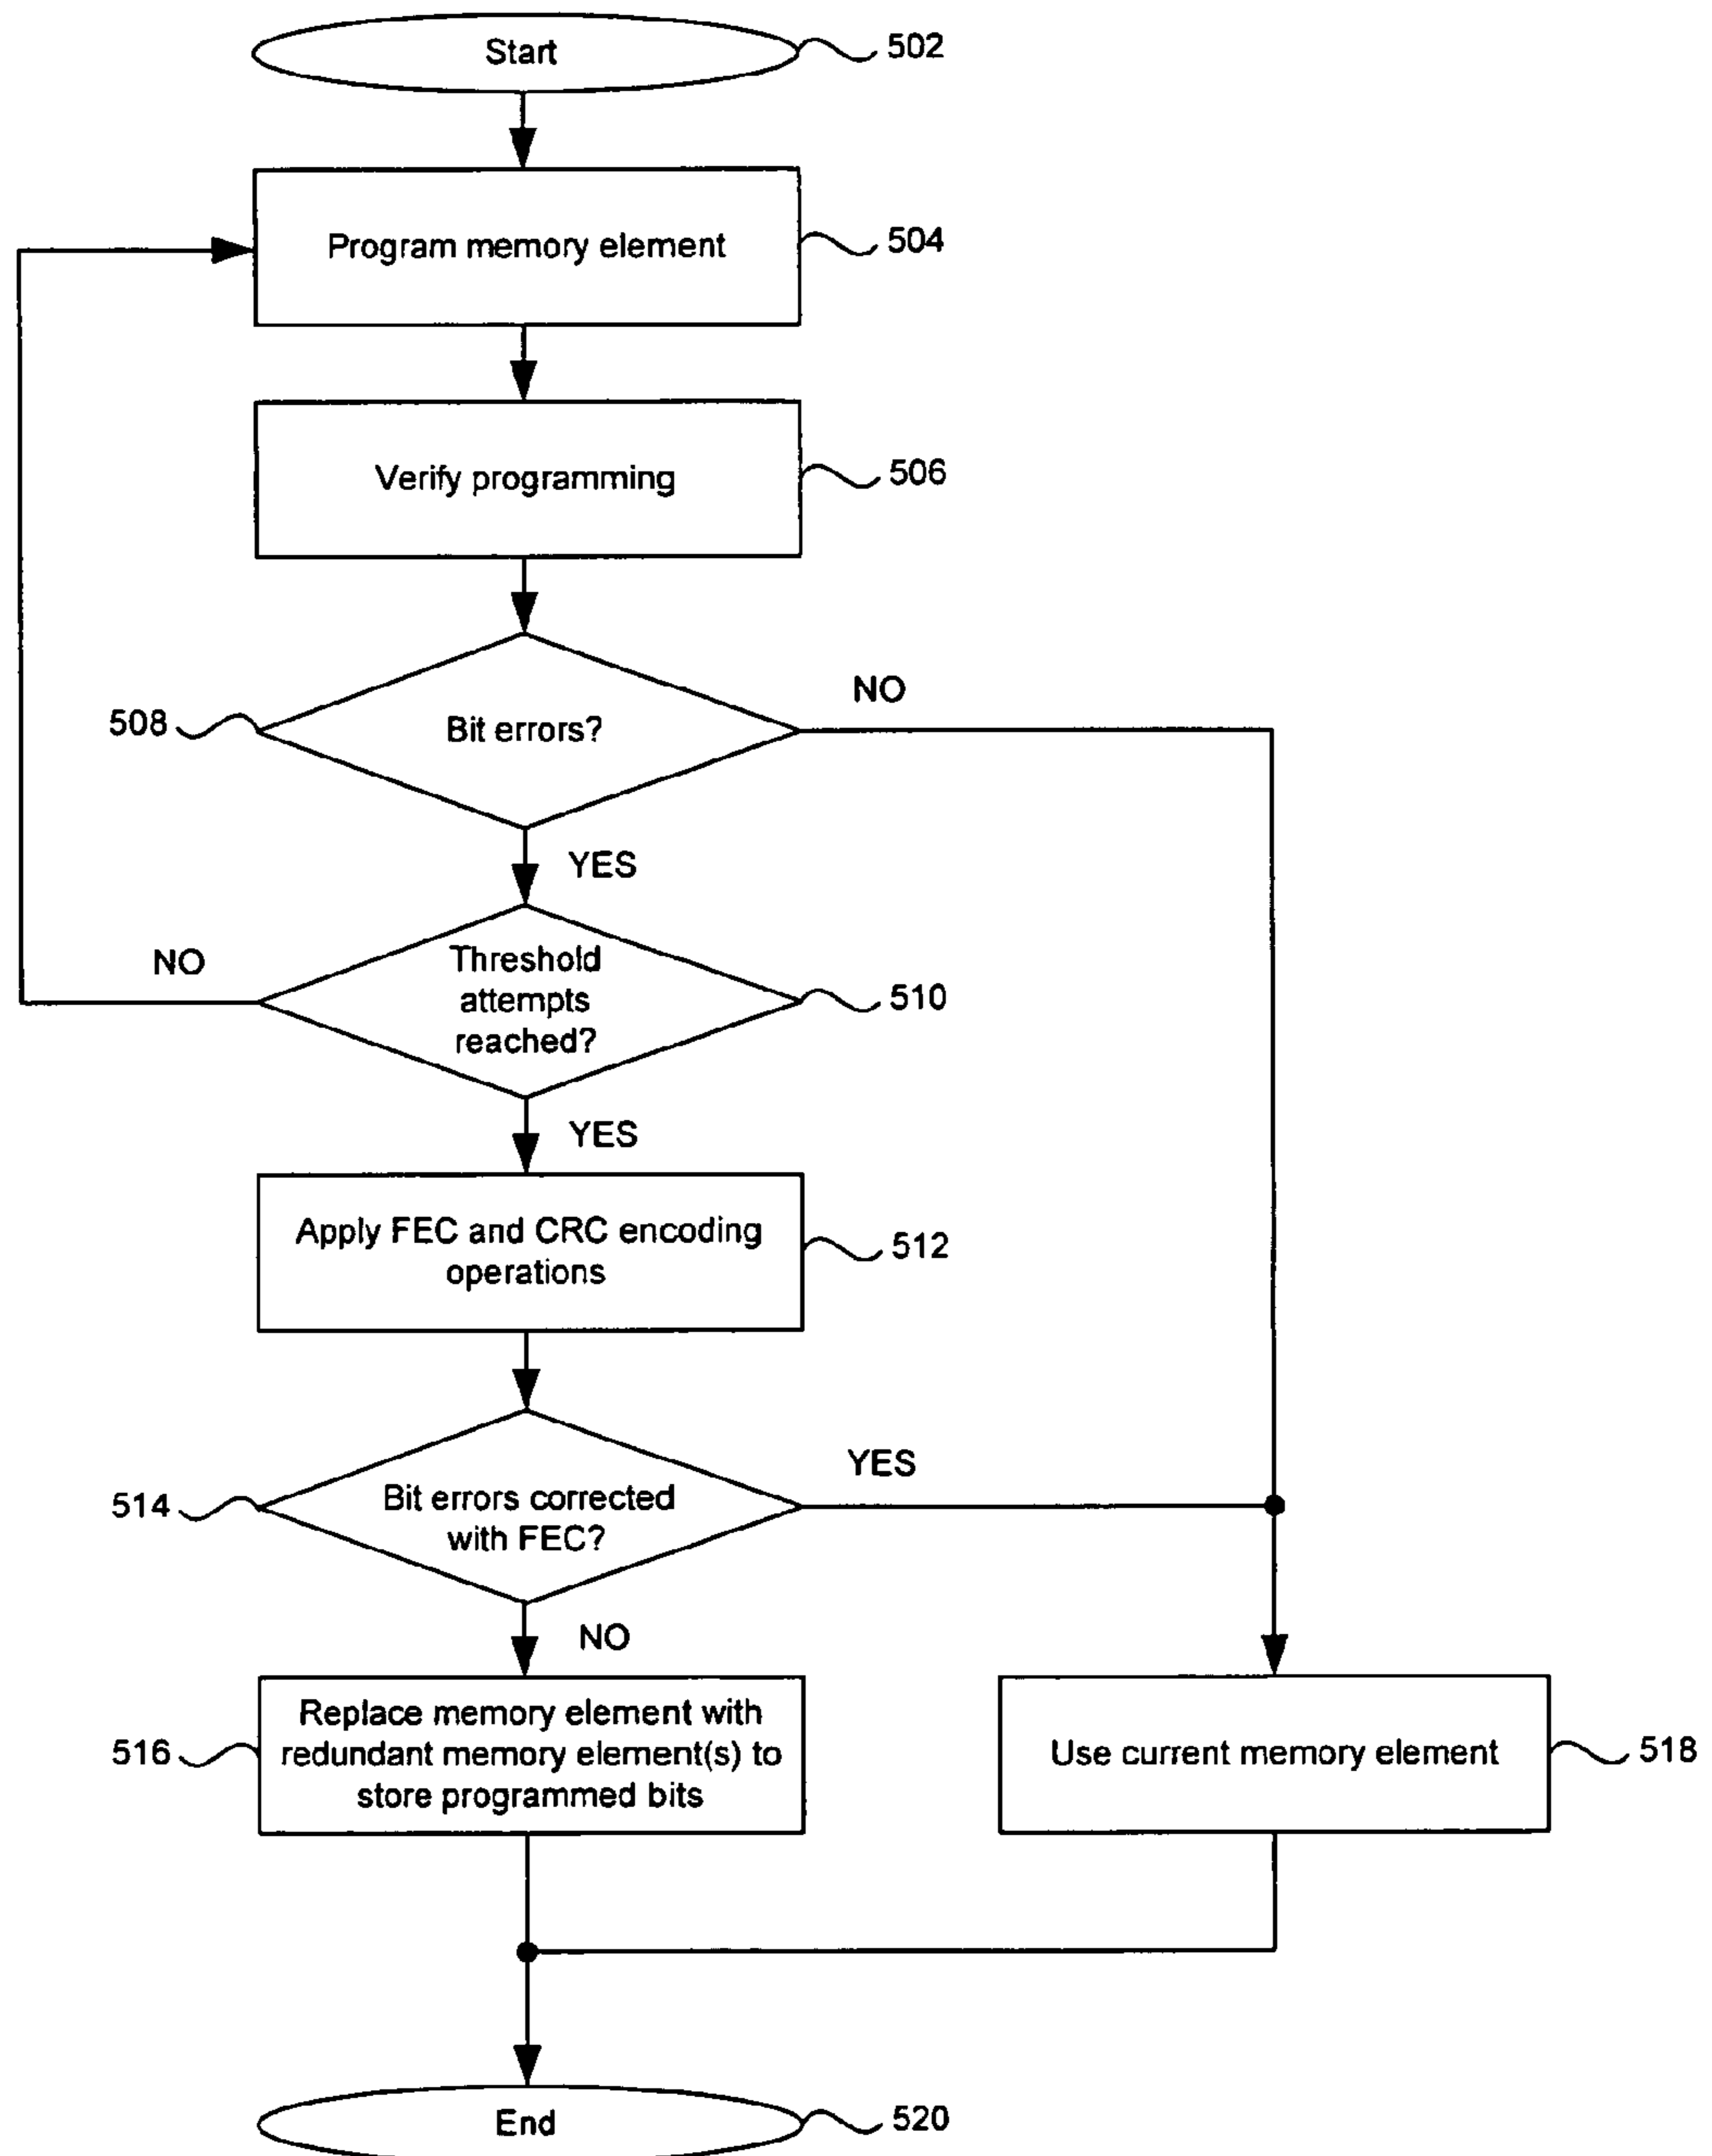 Start
502
Program memory element
504
Verify programming
506
NO
508
Bit errors?
YES
NO
Threshold
attempts
reached?
510
YES
Apply FEC and CRC encoding
operations
512
YES
514
Bit errors corrected
with FEC?
NO
516
Replace memory element with
redundant memory element(s) to
store programmed bits
Use current memory element
518
End
520